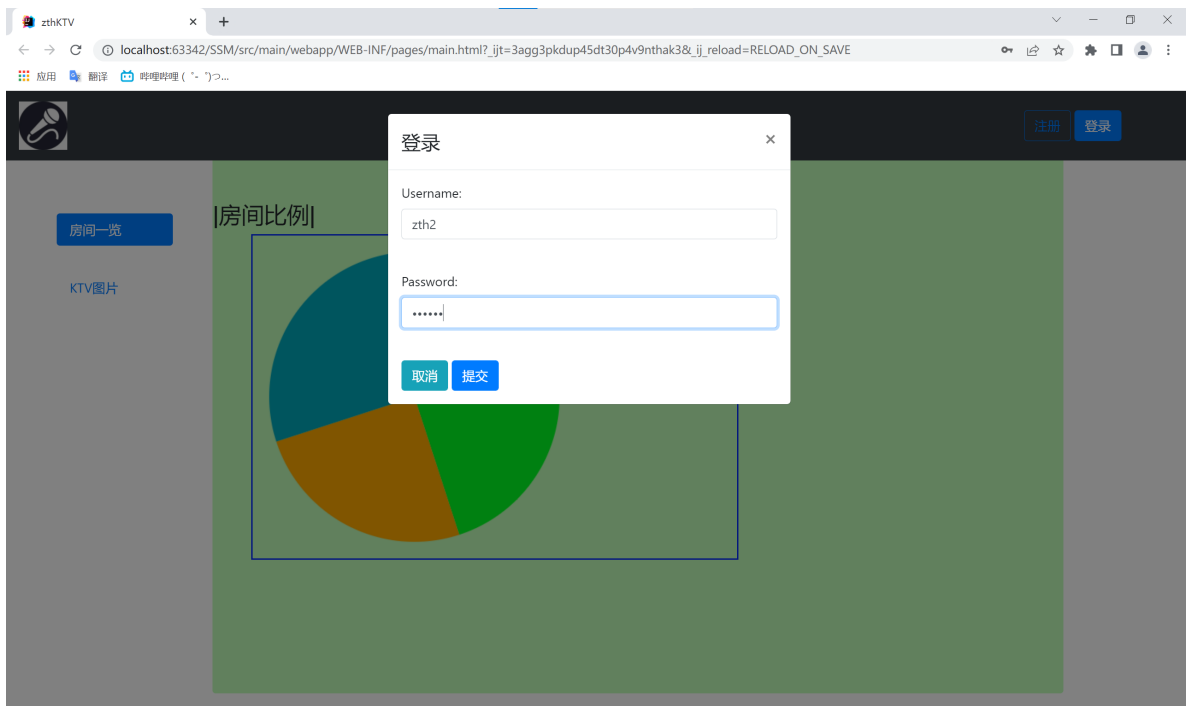 zthKTV
localhost:63342/SSM/src/main/webapp/WEB-INF/pages/main.html?_ijt=3agg3pkdup45dt30p4v9nthak3&_ij_reload=RELOAD_ON_SAVE
应用 翻译 哔哩哔哩 ( ゜- ゜)つ...
注册 登录
登录 ×
Username:
zth2
Password:
••••••
取消 提交
房间一览
KTV图片
|房间比例|